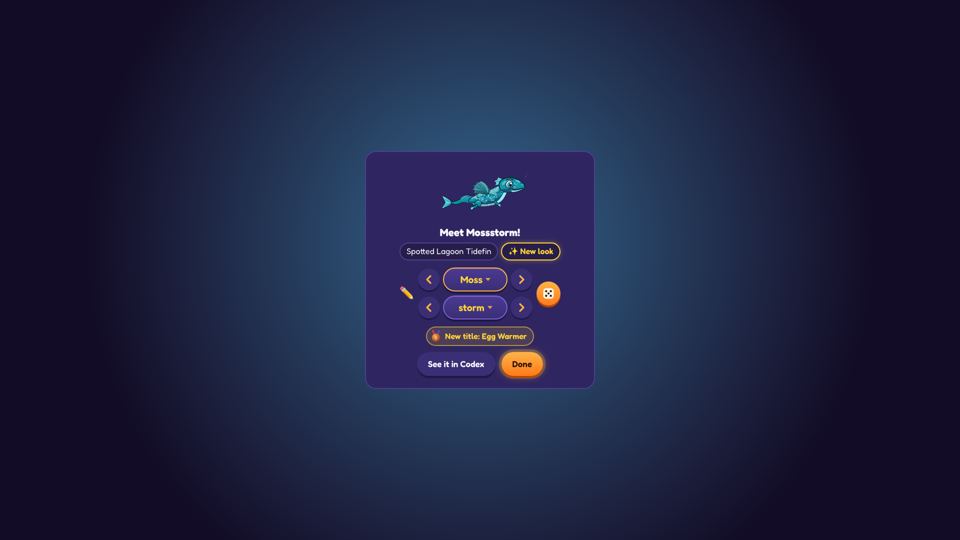 Meet Mossstorm!
Spotted Lagoon Tidefin
✨ New look
Moss
storm
New title: Egg Warmer
See it in Codex
Done